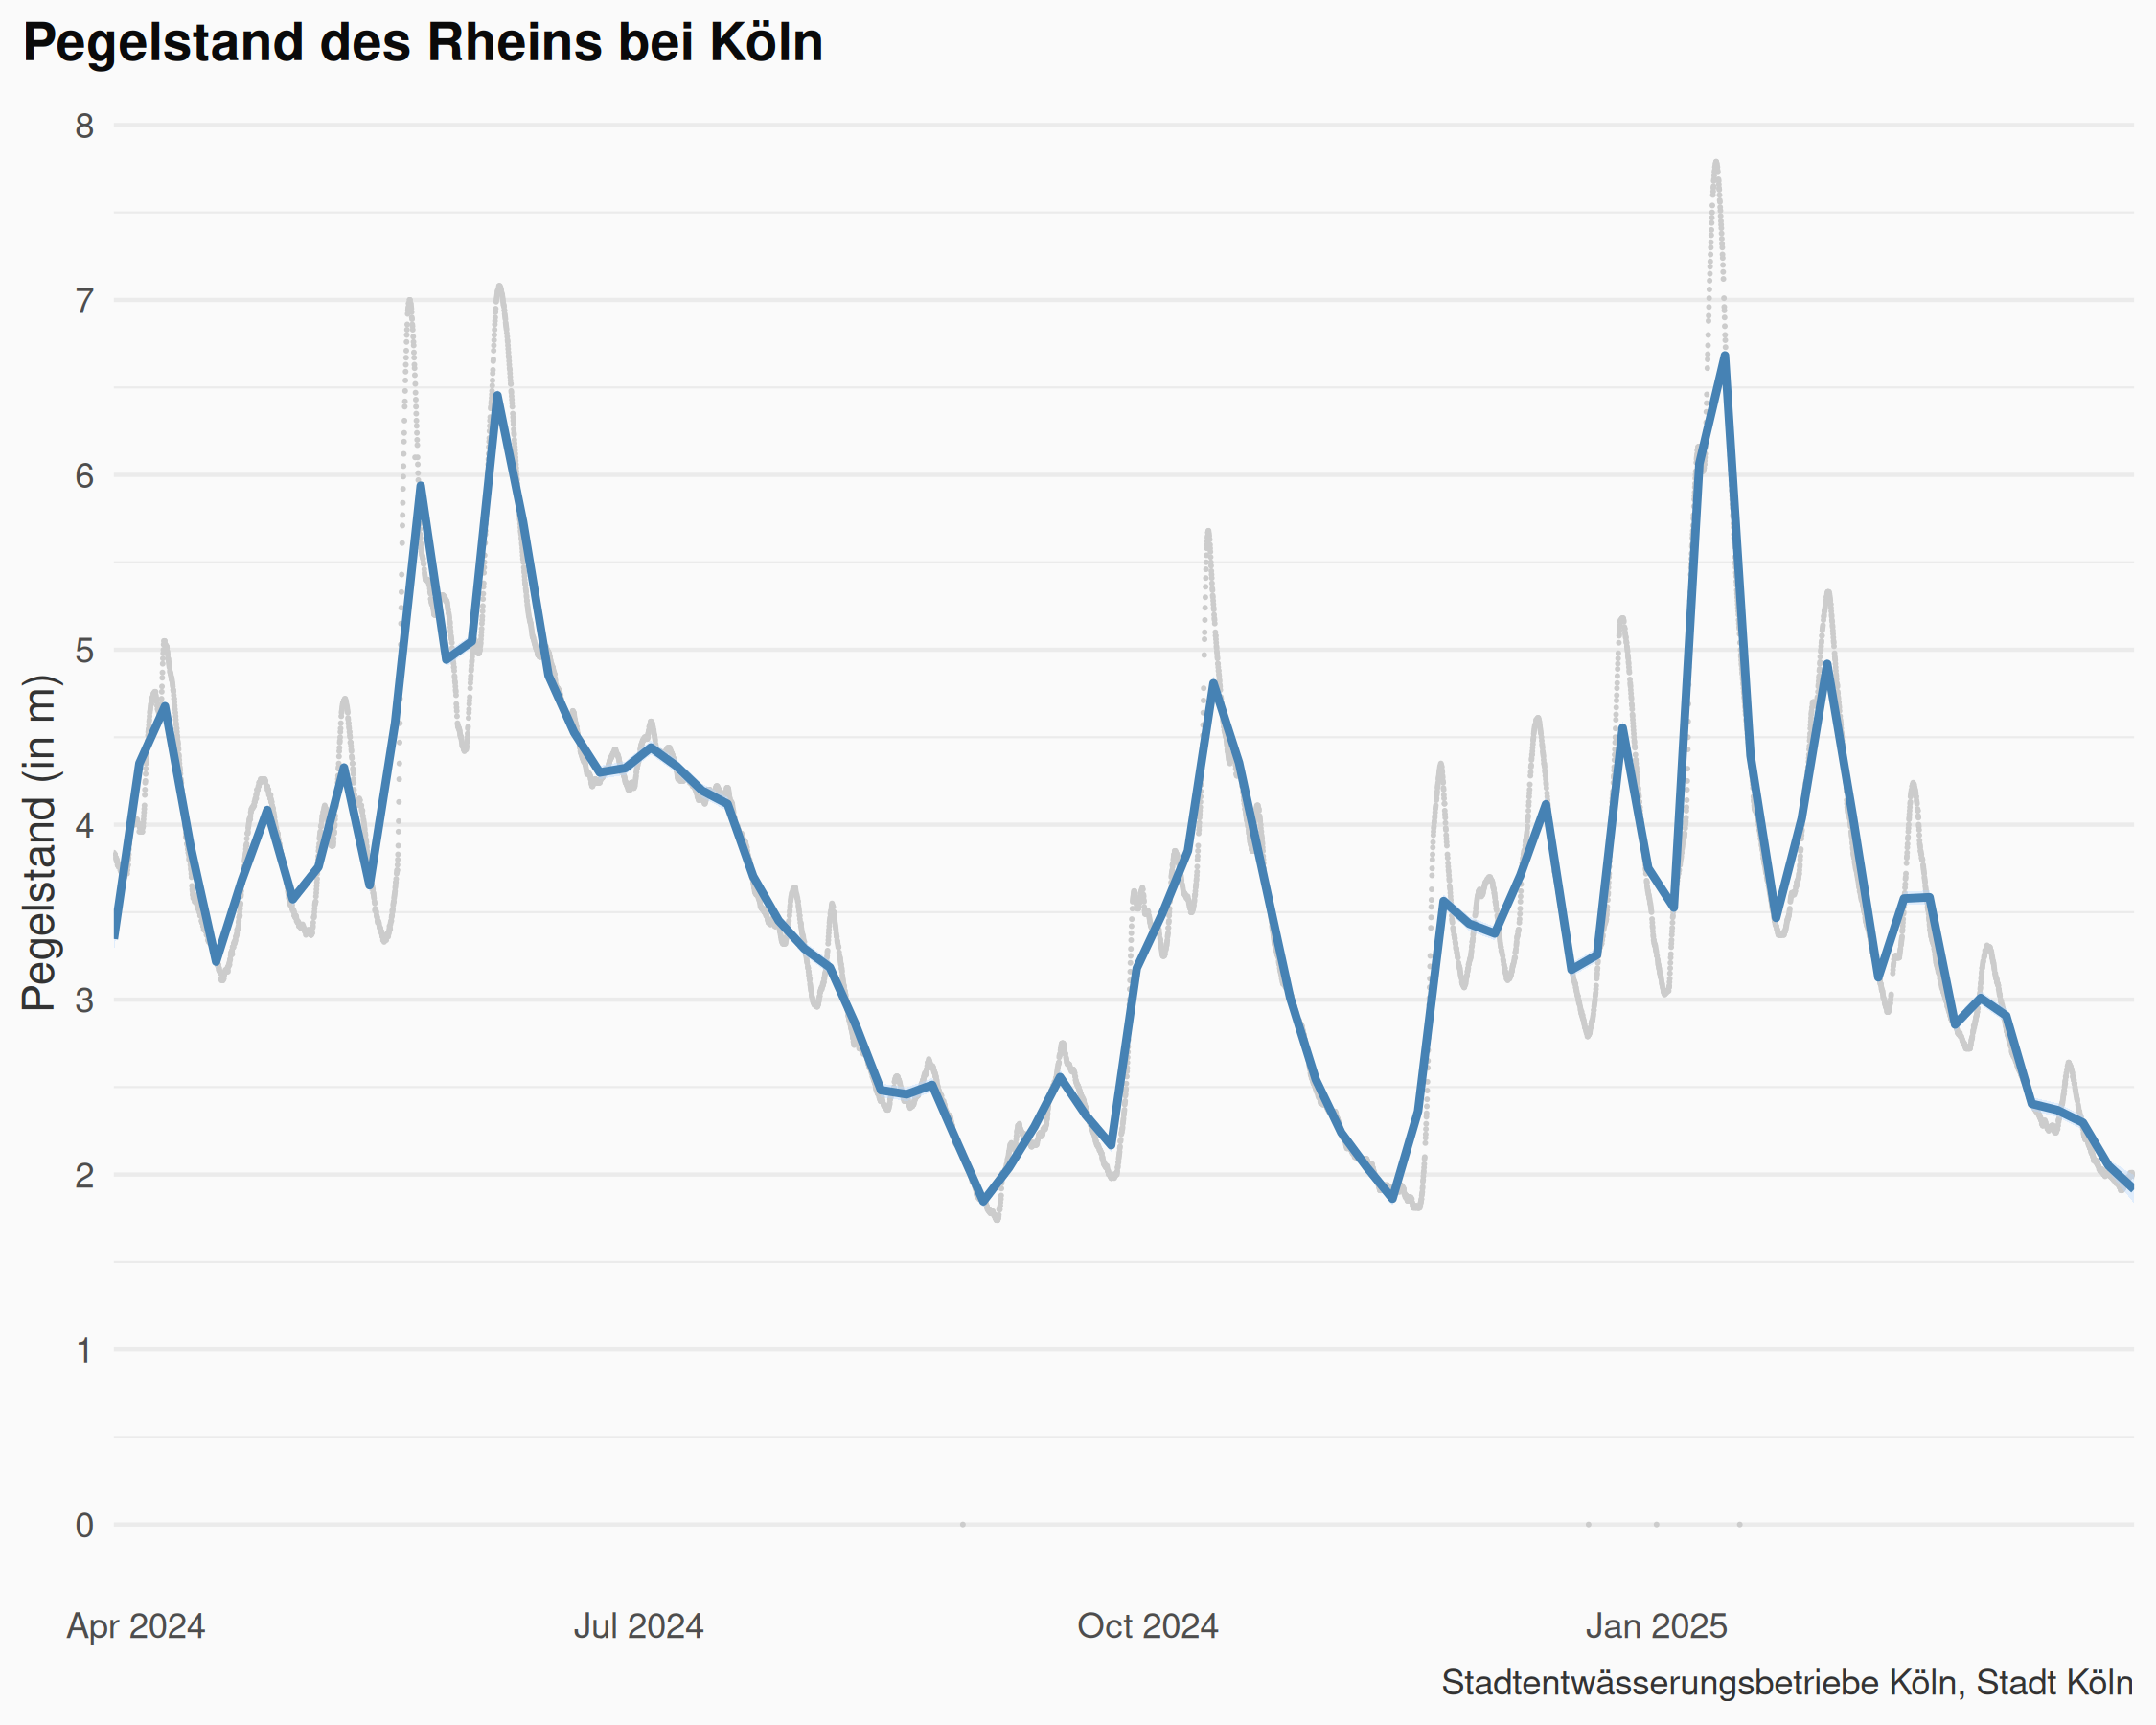 Pegelstand des Rheins bei Köln
8
7
6
5
4
3
2
1
0
Pegelstand (in m)
Apr 2024 Jul 2024 Oct 2024 Jan 2025
Stadtentwässerungsbetriebe Köln, Stadt Köln